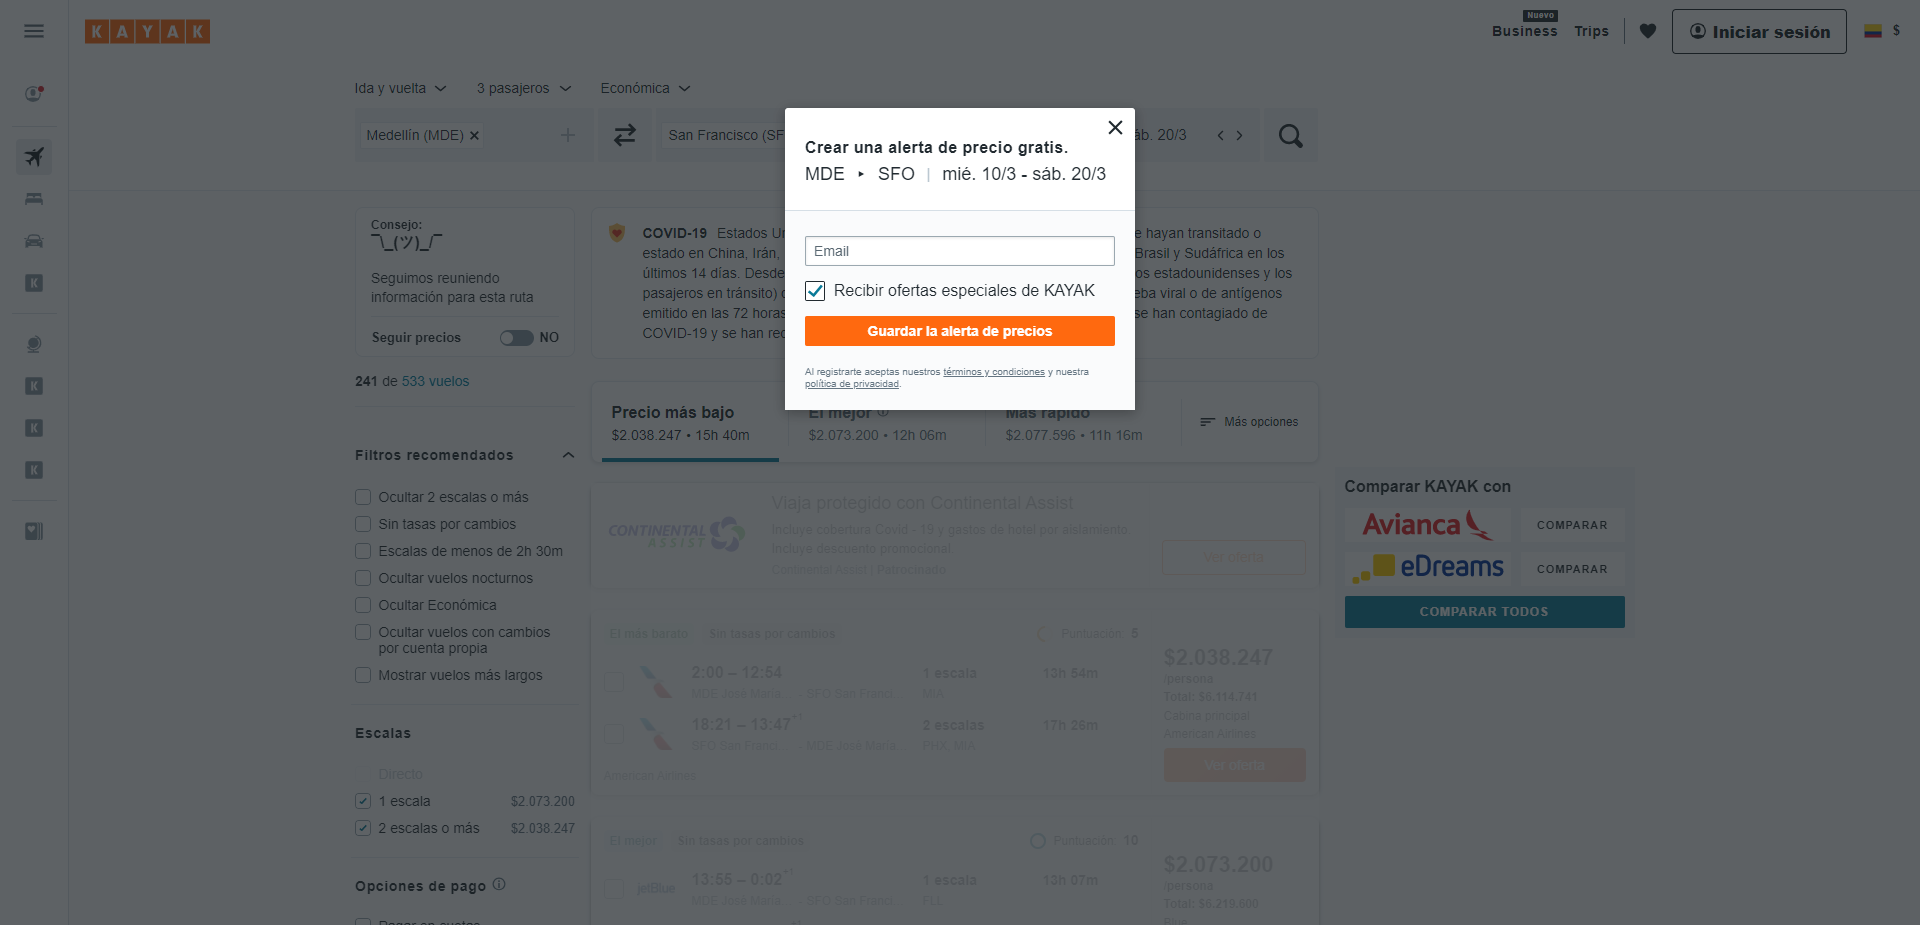 KAYAK
Nuevo
Business
Trips
Iniciar sesión
$
Ida y vuelta
3 pasajeros
Económica
Medellín (MDE)
San Francisco (SF
áb. 20/3
Crear una alerta de precio gratis.
MDE ▸ SFO | mié. 10/3 - sáb. 20/3
Email
Recibir ofertas especiales de KAYAK
Guardar la alerta de precios
Al registrarte aceptas nuestros términos y condiciones y nuestra
política de privacidad.
Consejo:
¯\_(ツ)_/¯
Seguimos reuniendo
información para esta ruta
Seguir precios
NO
COVID-19 Estados Un
e hayan transitado o
estado en China, Irán,
Brasil y Sudáfrica en los
últimos 14 días. Desde
os estadounidenses y los
pasajeros en tránsito)
eba viral o de antígenos
emitido en las 72 horas
se han contagiado de
COVID-19 y se han rec
241 de 533 vuelos
Precio más bajo
$2.038.247 • 15h 40m
El mejor
$2.073.200 • 12h 06m
Más rápido
$2.077.596 • 11h 16m
Más opciones
Filtros recomendados
Ocultar 2 escalas o más
Sin tasas por cambios
Escalas de menos de 2h 30m
Ocultar vuelos nocturnos
Ocultar Económica
Ocultar vuelos con cambios
por cuenta propia
Mostrar vuelos más largos
Escalas
Directo
1 escala $2.073.200
2 escalas o más $2.038.247
Opciones de pago
Pagar en cuotas
CONTINENTAL
ASSIST
Viaja protegido con Continental Assist
Incluye cobertura Covid - 19 y gastos de hotel por aislamiento
Incluye descuento promocional
Continental Assist | Patrocinado
Ver oferta
El más barato
Sin tasas por cambios
Puntuación 5
2:00 – 12:54
1 escala
13h 54m
MDE José María... - SFO San Franci...
MIA
18:21 – 13:47+1
2 escalas
17h 26m
SFO San Franci... - MDE José María...
PHX, MIA
American Airlines
$2.038.247
/persona
Total: $6.114.741
Cabina principal
American Airlines
Ver oferta
El mejor
Sin tasas por cambios
Puntuación 10
jetBlue
13:55 – 0:02+1
1 escala
13h 07m
MDE José María... - SFO San Franci...
FLL
$2.073.200
/persona
Total: $6.219.600
Blue
Comparar KAYAK con
Avianca
COMPARAR
eDreams
COMPARAR
COMPARAR TODOS